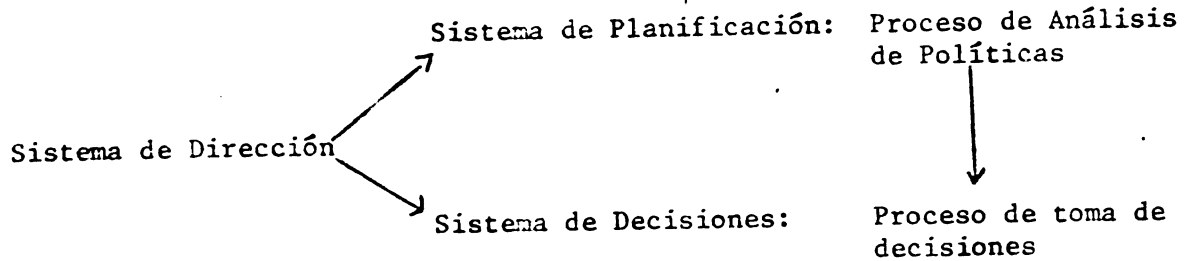 Sistema de Planificación: Proceso de Análisis
de Políticas
Sistema de Dirección
Sistema de Decisiones: Proceso de toma de
decisiones